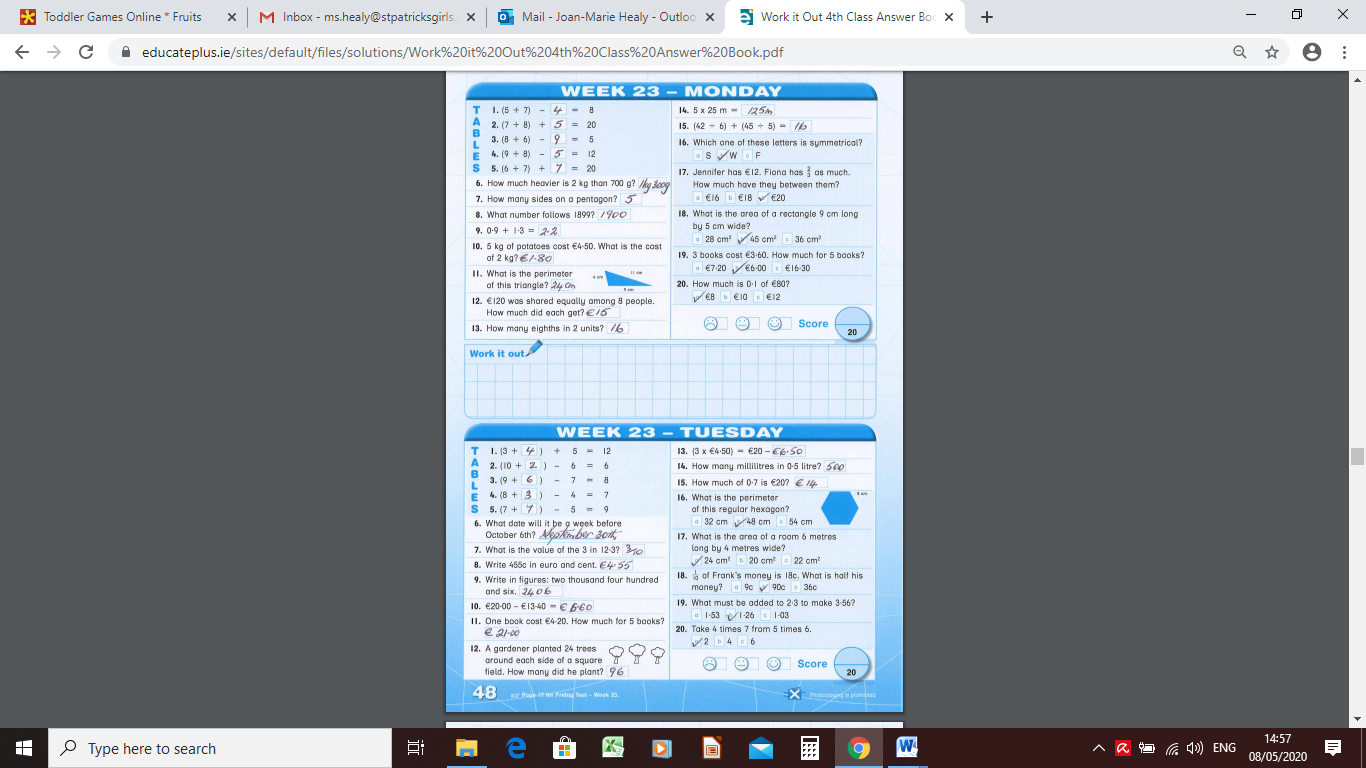 Toddler Games Online * Fruits
Inbox - ms.healy@stpatricksgirls.
Mail - Joan-Marie Healy - Outloo
Work it Out 4th Class Answer Boo
educateplus.ie/sites/default/files/solutions/Work%20it%20Out%204th%20Class%20Answer%20Book.pdf
WEEK 23 – MONDAY
TABLES
1. (5 + 7) – 4 = 8
2. (7 + 8) + 5 = 20
3. (8 + 6) – 9 = 5
4. (9 + 8) – 5 = 12
5. (6 + 7) + 7 = 20
6. How much heavier is 2 kg than 700 g? 1kg 300g
7. How many sides on a pentagon? 5
8. What number follows 1899? 1900
9. 0·9 + 1·3 = 2·2
10. 5 kg of potatoes cost €4·50. What is the cost
of 2 kg? €1·80
11. What is the perimeter
of this triangle? 24cm
4 cm
11 cm
9 cm
12. €120 was shared equally among 8 people.
How much did each get? €15
13. How many eighths in 2 units? 16
14. 5 x 25 m = 125m
15. (42 ÷ 6) + (45 ÷ 5) = 16
16. Which one of these letters is symmetrical?
a S W c F
17. Jennifer has €12. Fiona has 2/3 as much.
How much have they between them?
a €16 b €18 €20
18. What is the area of a rectangle 9 cm long
by 5 cm wide?
a 28 cm² 45 cm² c 36 cm²
19. 3 books cost €3·60. How much for 5 books?
a €7·20 €6·00 c €16·30
20. How much is 0·1 of €80?
€8 b €10 c €12
Score
20
Work it out
WEEK 23 – TUESDAY
TABLES
1. (3 + 4 ) + 5 = 12
2. (10 + 2 ) – 6 = 6
3. (9 + 6 ) – 7 = 8
4. (8 + 3 ) – 4 = 7
5. (7 + 7 ) – 5 = 9
6. What date will it be a week before
October 6th? September 30th
7. What is the value of the 3 in 12·3? 3/10
8. Write 455c in euro and cent. €4·55
9. Write in figures: two thousand four hundred
and six. 2406
10. €20·00 – €13·40 = €6·60
11. One book cost €4·20. How much for 5 books?
€21·00
12. A gardener planted 24 trees
around each side of a square
field. How many did he plant? 96
13. (3 x €4·50) = €20 – €6·50
14. How many millilitres in 0·5 litre? 500
15. How much of 0·7 is €20? €14
16. What is the perimeter
of this regular hexagon?
8 cm
a 32 cm 48 cm c 54 cm
17. What is the area of a room 6 metres
long by 4 metres wide?
24 cm² b 20 cm² c 22 cm²
18. 1/10 of Frank's money is 18c. What is half his
money? a 9c 90c c 36c
19. What must be added to 2·3 to make 3·56?
a 1·53 1·26 c 1·03
20. Take 4 times 7 from 5 times 6.
2 b 4 c 6
Score
20
48
Page 77 for Friday Test – Week 23.
Photocopying is prohibited
Type here to search
ENG
14:57
08/05/2020